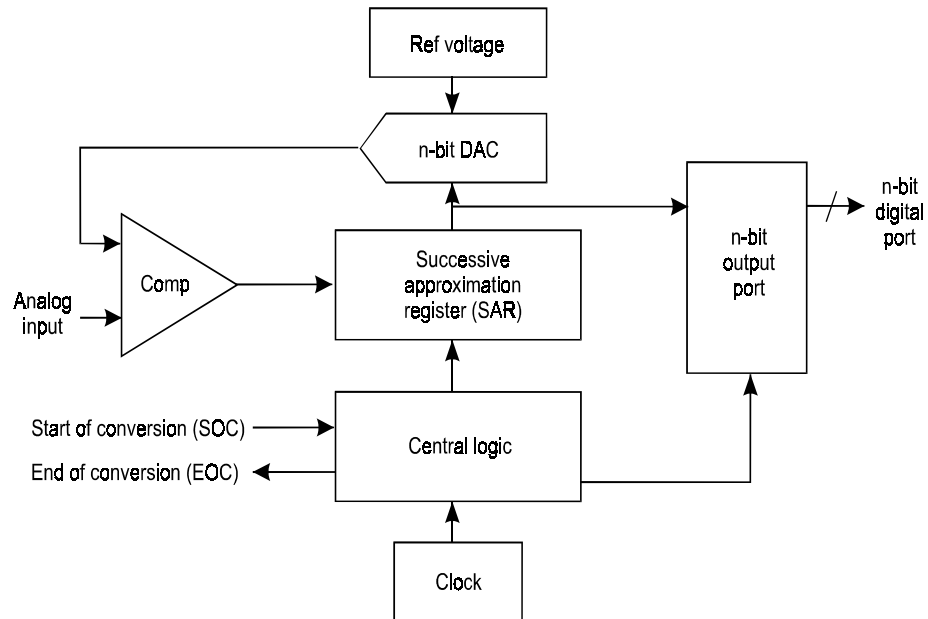 Ref voltage
n-bit DAC
n-bit
digital
port
n-bit
output
port
Successive
approximation
register (SAR)
Comp
Analog
input
Start of conversion (SOC)
End of conversion (EOC)
Central logic
Clock